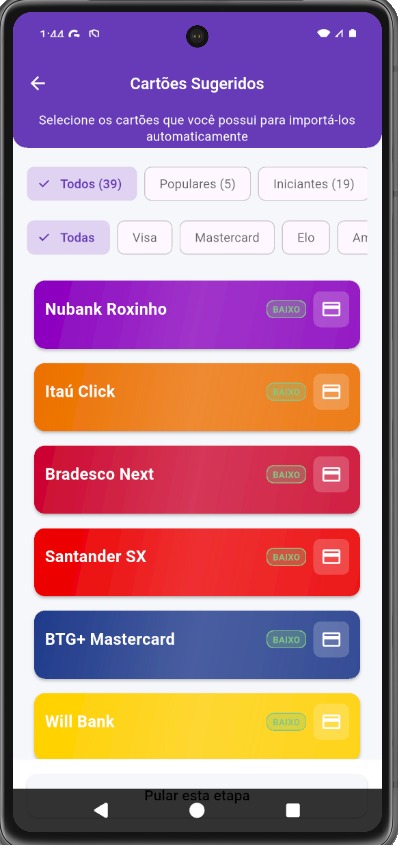 1:44
Cartões Sugeridos
Selecione os cartões que você possui para importá-los
automaticamente
Todos (39)
Populares (5)
Iniciantes (19)
Todas
Visa
Mastercard
Elo
Am
Nubank Roxinho
BAIXO
Itaú Click
BAIXO
Bradesco Next
BAIXO
Santander SX
BAIXO
BTG+ Mastercard
BAIXO
Will Bank
BAIXO
Pular esta etapa